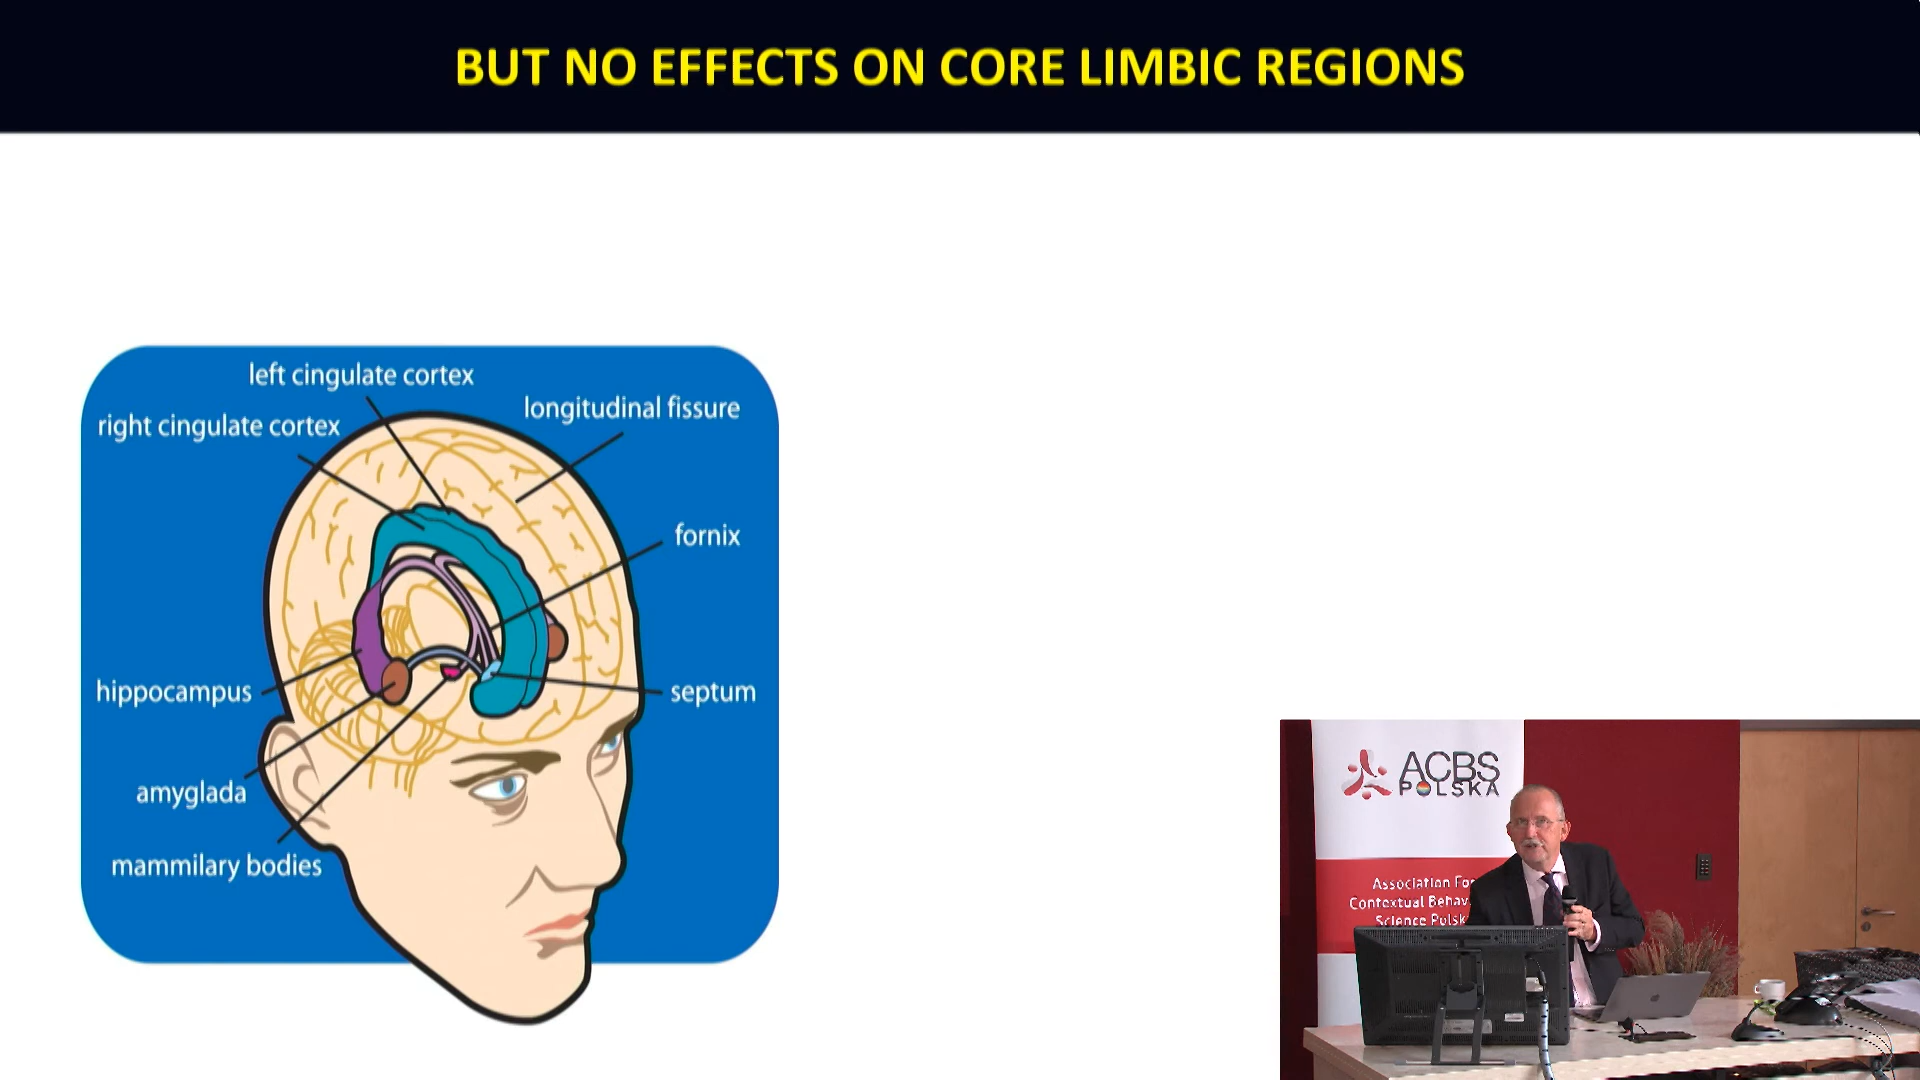 BUT NO EFFECTS ON CORE LIMBIC REGIONS
left cingulate cortex
longitudinal fissure
right cingulate cortex
fornix
hippocampus
septum
amyglada
mammilary bodies
ACBS
POLSKA
Association For
Contextual Behav
Science Polsk